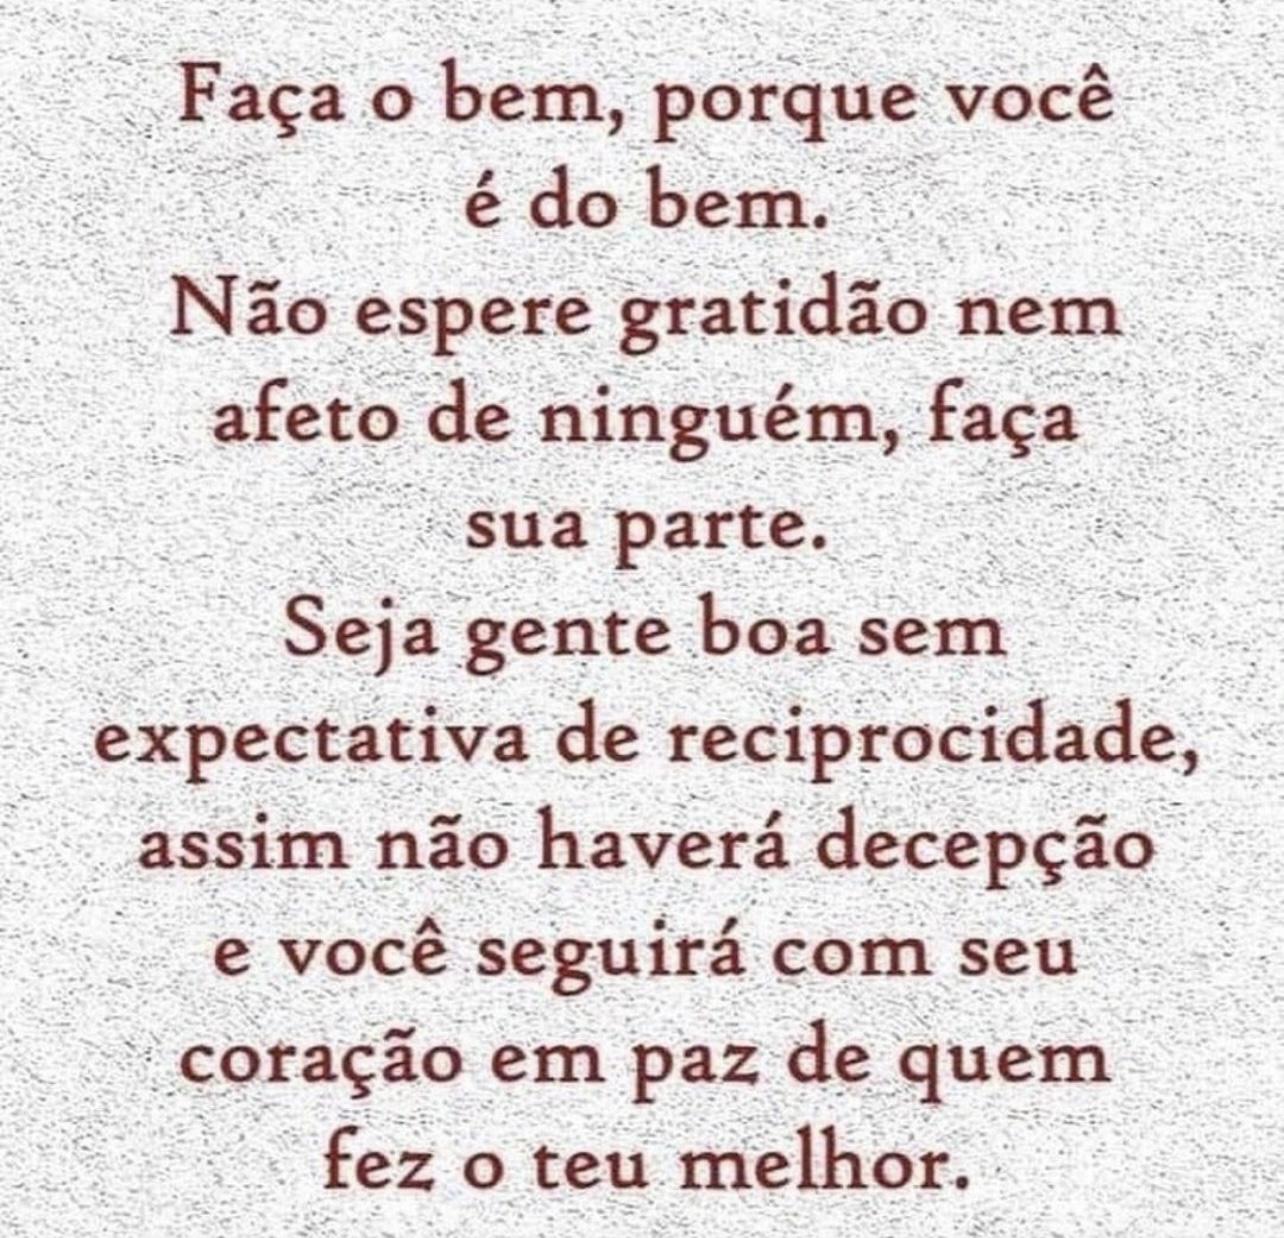 Faça o bem, porque você
é do bem.
Não espere gratidão nem
afeto de ninguém, faça
sua parte.
Seja gente boa sem
expectativa de reciprocidade,
assim não haverá decepção
e você seguirá com seu
coração em paz de quem
fez o teu melhor.